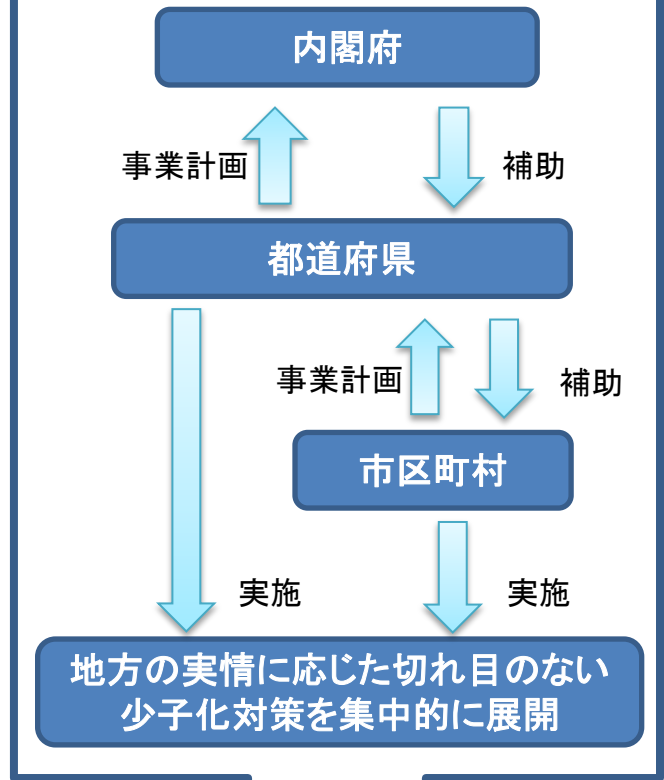 内閣府
事業計画
補助
都道府県
事業計画
補助
市区町村
実施
実施
地方の実情に応じた切れ目のない
少子化対策を集中的に展開